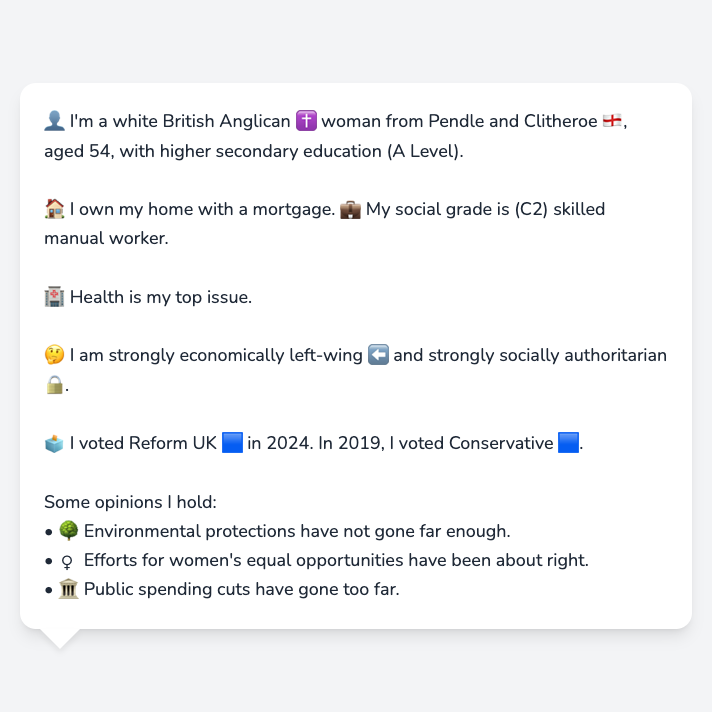 👤 I'm a white British Anglican ✝️ woman from Pendle and Clitheroe 🏴󠁧󠁢󠁥󠁮󠁧󠁿,
aged 54, with higher secondary education (A Level).
🏠 I own my home with a mortgage. 💼 My social grade is (C2) skilled
manual worker.
🏥 Health is my top issue.
🤔 I am strongly economically left-wing ⬅️ and strongly socially authoritarian
🔒.
🗳️ I voted Reform UK 🟦 in 2024. In 2019, I voted Conservative 🟦.
Some opinions I hold:
• 🌳 Environmental protections have not gone far enough.
• ♀ Efforts for women's equal opportunities have been about right.
• 🏛️ Public spending cuts have gone too far.